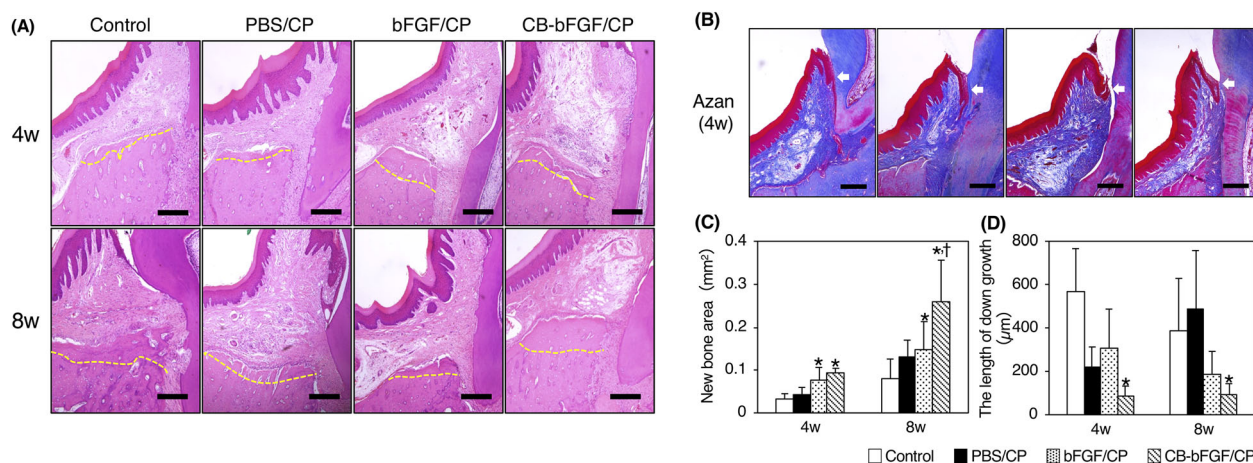 (A)
Control
PBS/CP
bFGF/CP
CB-bFGF/CP
4w
8w
(B)
Azan
(4w)
(C)
New bone area (mm²)
0.4
0.3
0.2
0.1
0
*
*
*
*,†
4w
8w
(D)
The length of down growth
(µm)
800
600
400
200
0
*
*
4w
8w
Control
PBS/CP
bFGF/CP
CB-bFGF/CP